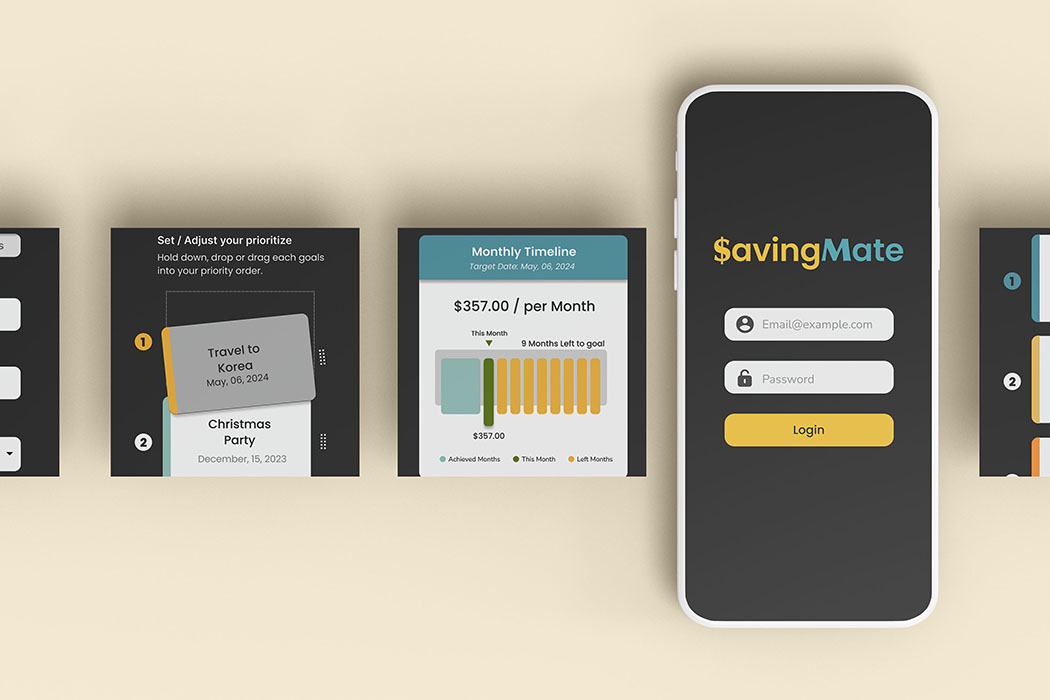 s
Set / Adjust your prioritize
Hold down, drop or drag each goals
into your priority order.
1
Travel to
Korea
May, 06, 2024
2
Christmas
Party
December, 15, 2023
Monthly Timeline
Target Date: May, 06, 2024
$357.00 / per Month
This Month
9 Months Left to goal
$357.00
Achieved Months
This Month
Left Months
$avingMate
Email@example.com
Password
Login
1
2